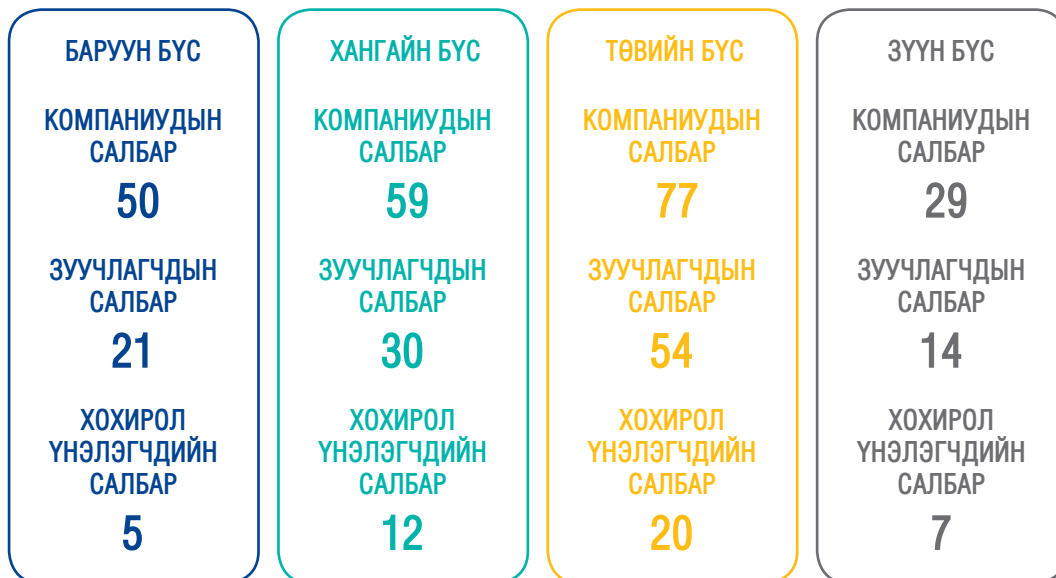 БАРУУН БҮС
КОМПАНИУДЫН
САЛБАР
50
ЗУУЧЛАГЧДЫН
САЛБАР
21
ХОХИРОЛ
ҮНЭЛЭГЧДИЙН
САЛБАР
5
ХАНГАЙН БҮС
КОМПАНИУДЫН
САЛБАР
59
ЗУУЧЛАГЧДЫН
САЛБАР
30
ХОХИРОЛ
ҮНЭЛЭГЧДИЙН
САЛБАР
12
ТӨВИЙН БҮС
КОМПАНИУДЫН
САЛБАР
77
ЗУУЧЛАГЧДЫН
САЛБАР
54
ХОХИРОЛ
ҮНЭЛЭГЧДИЙН
САЛБАР
20
ЗҮҮН БҮС
КОМПАНИУДЫН
САЛБАР
29
ЗУУЧЛАГЧДЫН
САЛБАР
14
ХОХИРОЛ
ҮНЭЛЭГЧДИЙН
САЛБАР
7